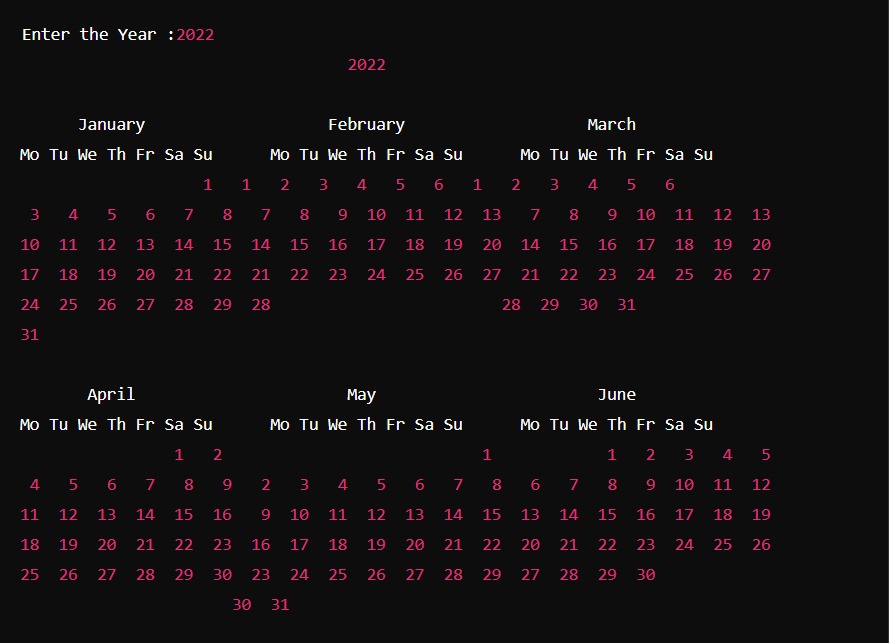 Enter the Year :2022
2022
January February March
Mo Tu We Th Fr Sa Su Mo Tu We Th Fr Sa Su Mo Tu We Th Fr Sa Su
1 1 2 3 4 5 6 1 2 3 4 5 6
3 4 5 6 7 8 7 8 9 10 11 12 13 7 8 9 10 11 12 13
10 11 12 13 14 15 14 15 16 17 18 19 20 14 15 16 17 18 19 20
17 18 19 20 21 22 21 22 23 24 25 26 27 21 22 23 24 25 26 27
24 25 26 27 28 29 28 28 29 30 31
31
April May June
Mo Tu We Th Fr Sa Su Mo Tu We Th Fr Sa Su Mo Tu We Th Fr Sa Su
1 2 1 1 2 3 4 5
4 5 6 7 8 9 2 3 4 5 6 7 8 6 7 8 9 10 11 12
11 12 13 14 15 16 9 10 11 12 13 14 15 13 14 15 16 17 18 19
18 19 20 21 22 23 16 17 18 19 20 21 22 20 21 22 23 24 25 26
25 26 27 28 29 30 23 24 25 26 27 28 29 27 28 29 30
30 31